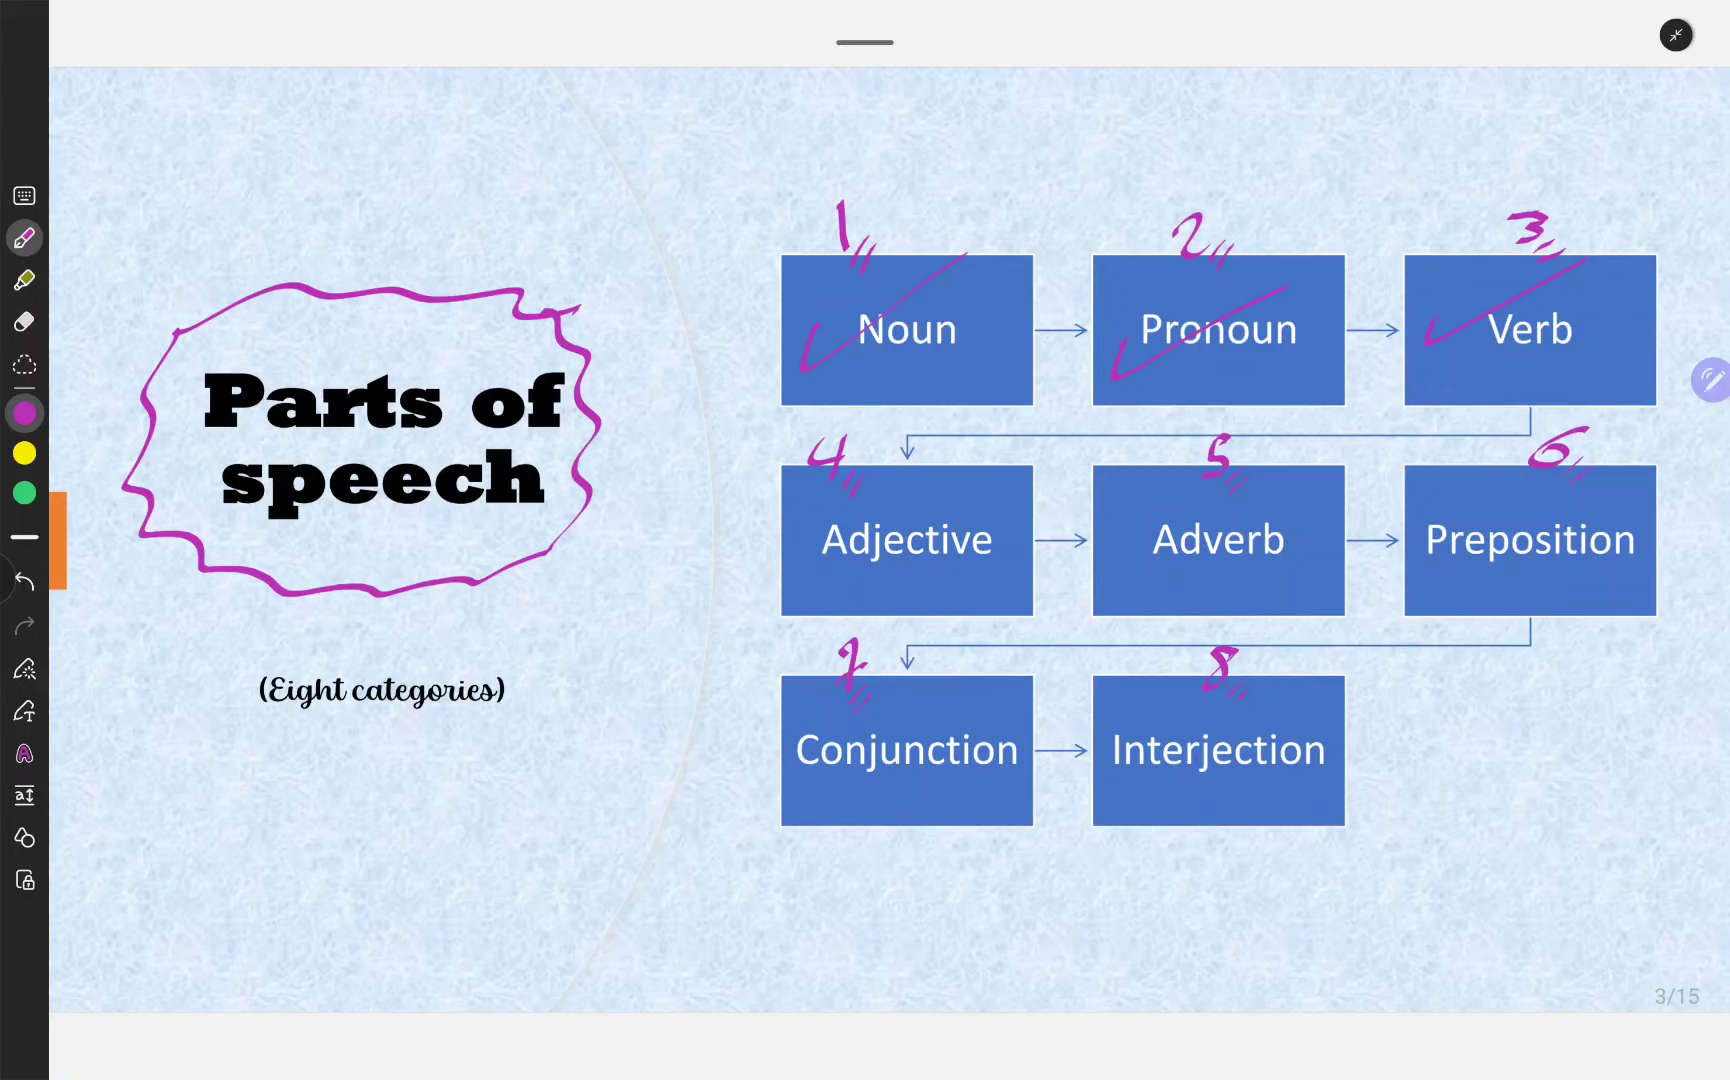 Parts of
speech
(Eight categories)
1 2 3
Noun Pronoun Verb
4 5 6
Adjective Adverb Preposition
7 8
Conjunction Interjection
3/15